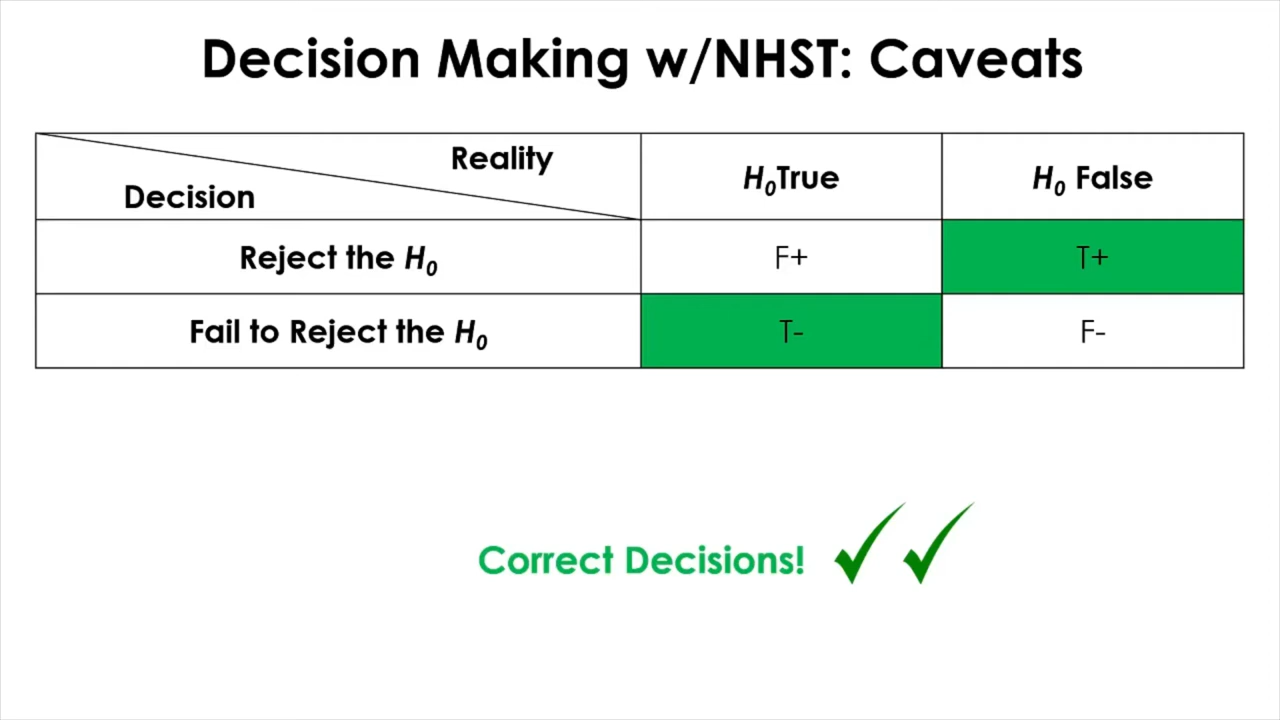 Decision Making w/NHST: Caveats
Reality
Decision
H₀True
H₀ False
Reject the H₀
F+
T+
Fail to Reject the H₀
T-
F-
Correct Decisions!